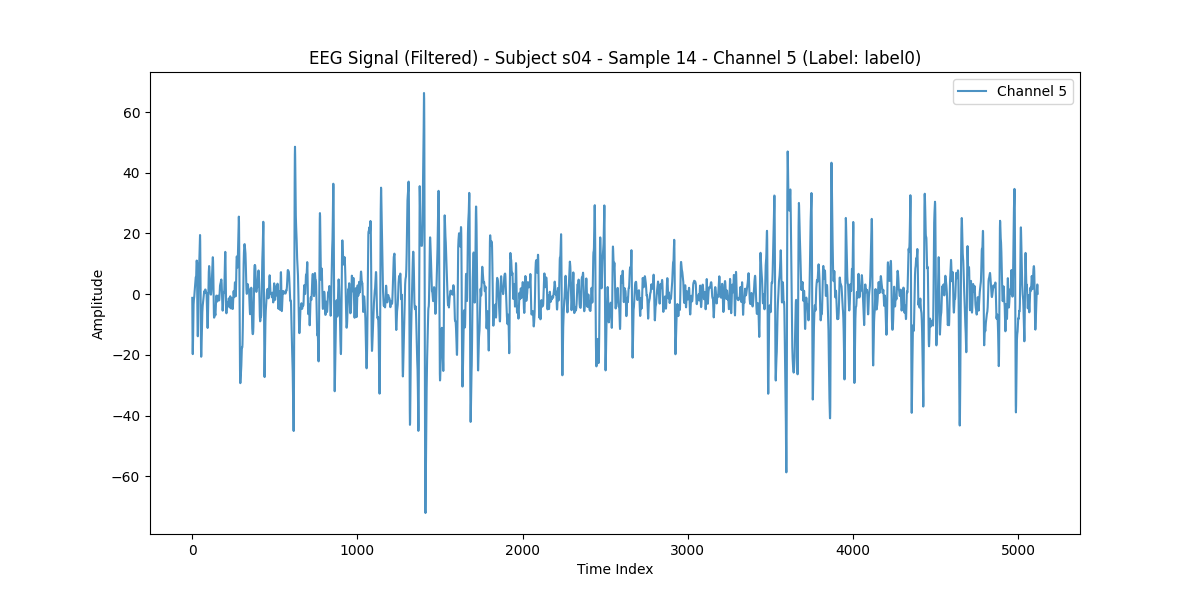 EEG Signal (Filtered) - Subject s04 - Sample 14 - Channel 5 (Label: label0)
Channel 5
60
40
20
0
−20
−40
−60
Amplitude
0 1000 2000 3000 4000 5000
Time Index